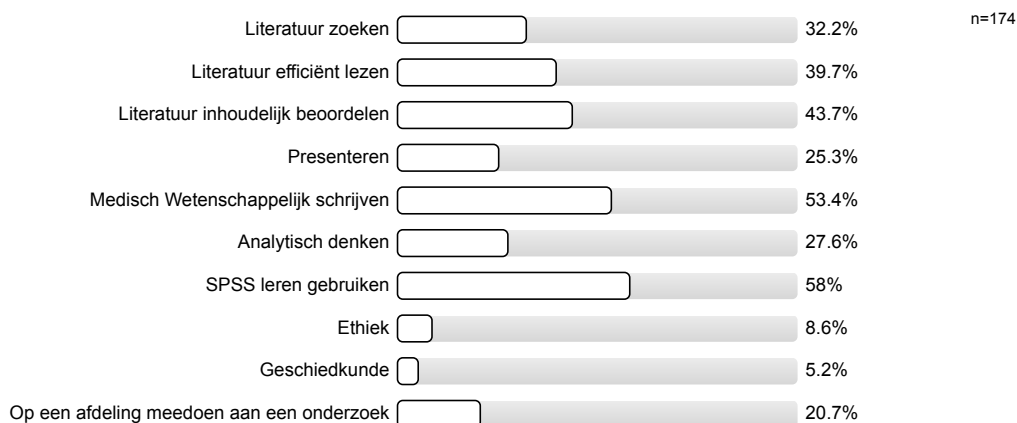 Literatuur zoeken 32.2% n=174
Literatuur efficiënt lezen 39.7%
Literatuur inhoudelijk beoordelen 43.7%
Presenteren 25.3%
Medisch Wetenschappelijk schrijven 53.4%
Analytisch denken 27.6%
SPSS leren gebruiken 58%
Ethiek 8.6%
Geschiedkunde 5.2%
Op een afdeling meedoen aan een onderzoek 20.7%